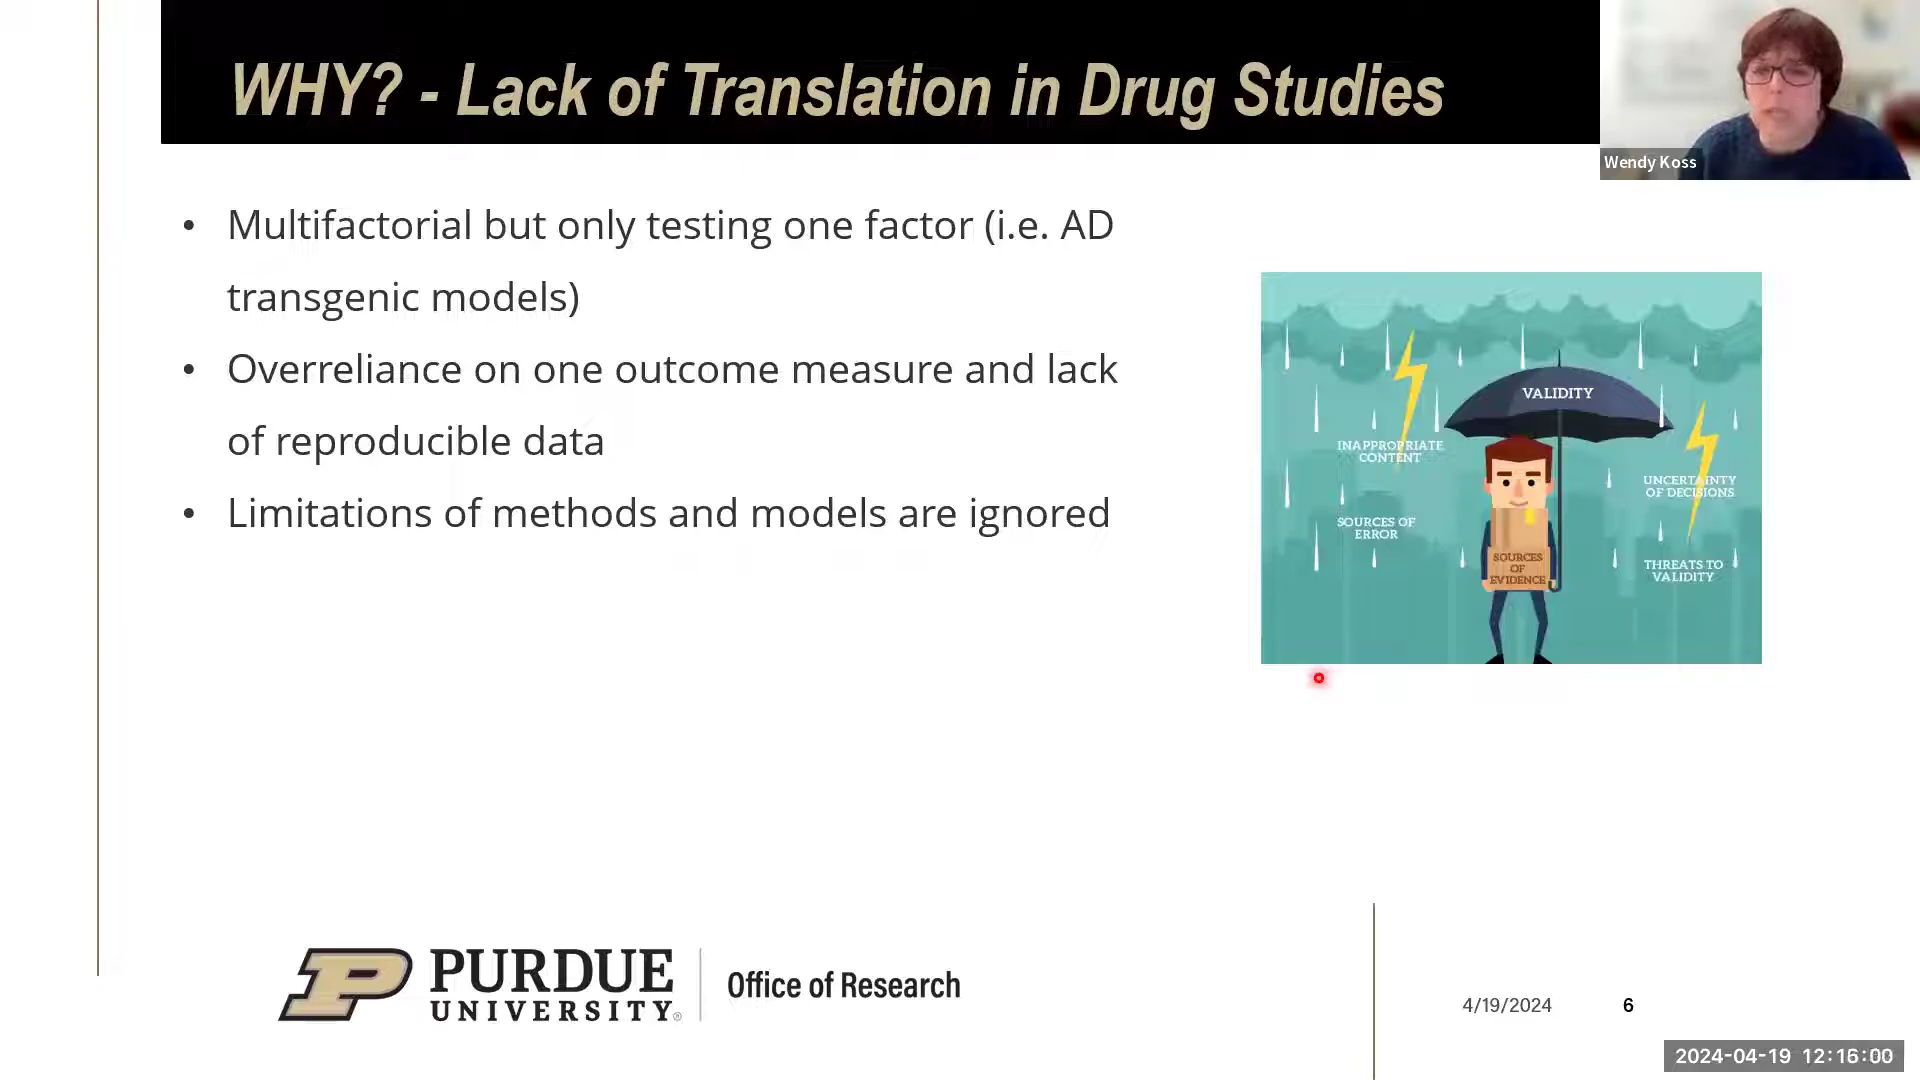 WHY? - Lack of Translation in Drug Studies
Wendy Koss
• Multifactorial but only testing one factor (i.e. AD
transgenic models)
• Overreliance on one outcome measure and lack
of reproducible data
• Limitations of methods and models are ignored
VALIDITY
INAPPROPRIATE
CONTENT
UNCERTAINTY
OF DECISIONS
SOURCES OF
ERROR
SOURCES
OF
EVIDENCE
THREATS TO
VALIDITY
P
PURDUE
UNIVERSITY®
Office of Research
4/19/2024
6
2024-04-19 12:16:00